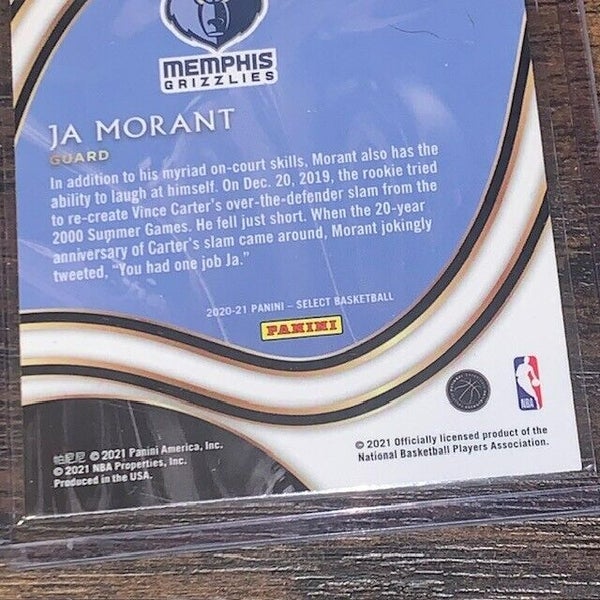 MEMPHIS
GRIZZLIES
JA MORANT
GUARD
In addition to his myriad on-court skills, Morant also has the
ability to laugh at himself. On Dec. 20, 2019, the rookie tried
to re-create Vince Carter's over-the-defender slam from the
2000 Summer Games. He fell just short. When the 20-year
anniversary of Carter's slam came around, Morant jokingly
tweeted, “You had one job Ja.”
2020-21 PANINI – SELECT BASKETBALL
PANINI
NBA
帕尼尼 © 2021 Panini America, Inc.
© 2021 NBA Properties, Inc.
Produced in the USA.
© 2021 Officially licensed product of the
National Basketball Players Association.